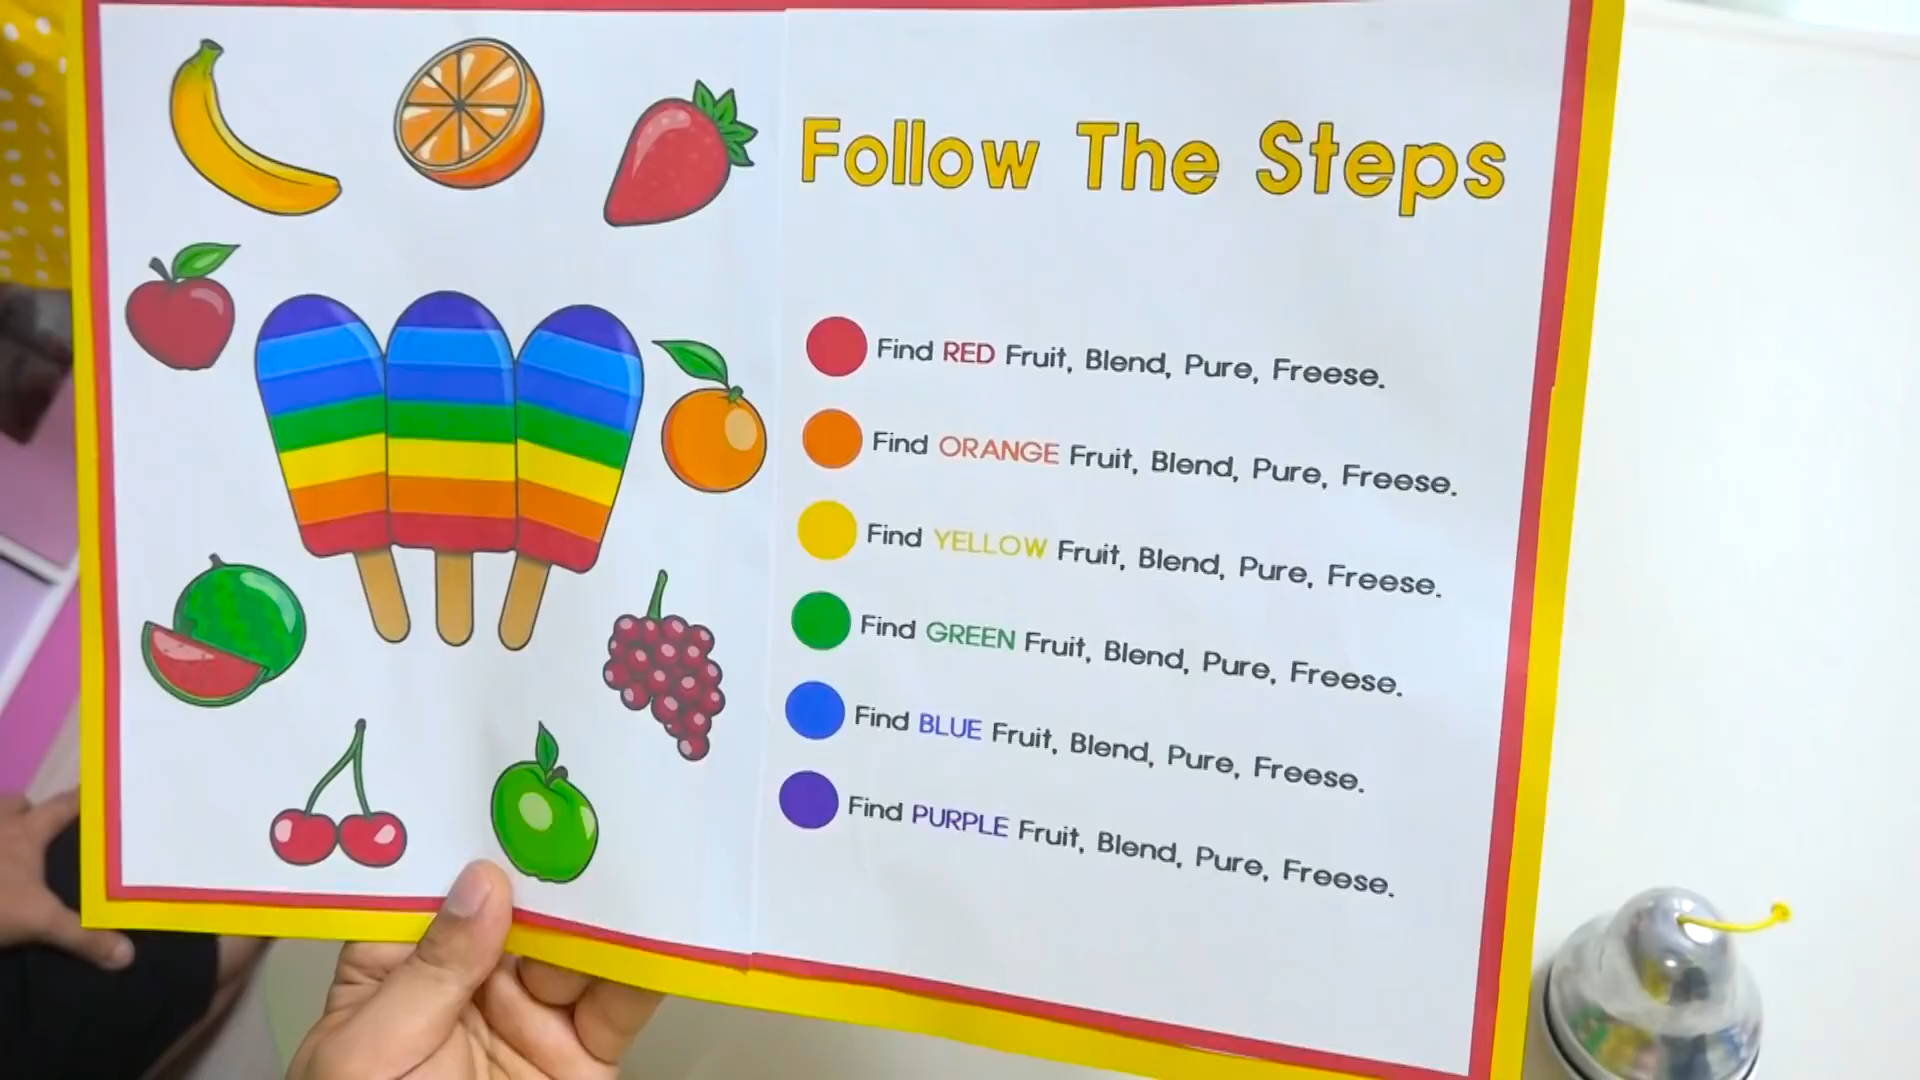 Follow The Steps
Find RED Fruit, Blend, Pure, Freese.
Find ORANGE Fruit, Blend, Pure, Freese.
Find YELLOW Fruit, Blend, Pure, Freese.
Find GREEN Fruit, Blend, Pure, Freese.
Find BLUE Fruit, Blend, Pure, Freese.
Find PURPLE Fruit, Blend, Pure, Freese.